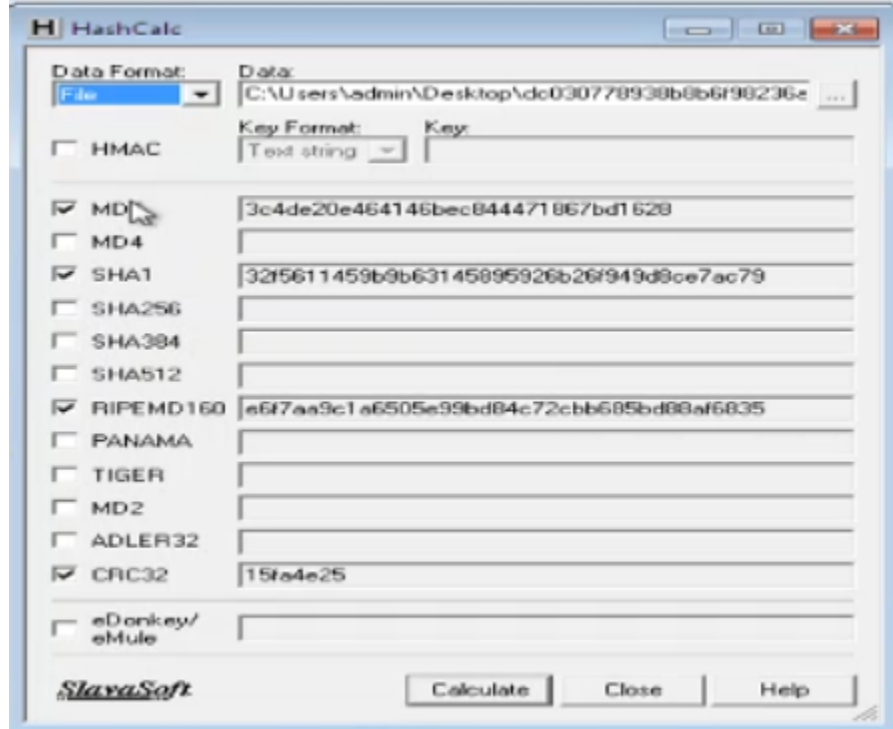 HashCalc
Data Format: Data:
File C:\Users\admin\Desktop\dc030778938b8b6f98236a ...
HMAC Key Format: Key:
Text string
MD 3c4de20e464146bec844471867bd1628
MD4
SHA1 32f5611459b9b63145895926b26f949d8ce7ac79
SHA256
SHA384
SHA512
RIPEMD160 e6f7aa9c1a6505e99bd84c72cbb685bd88af6835
PANAMA
TIGER
MD2
ADLER32
CRC32 15fa4e25
eDonkey/
eMule
SlavaSoft Calculate Close Help